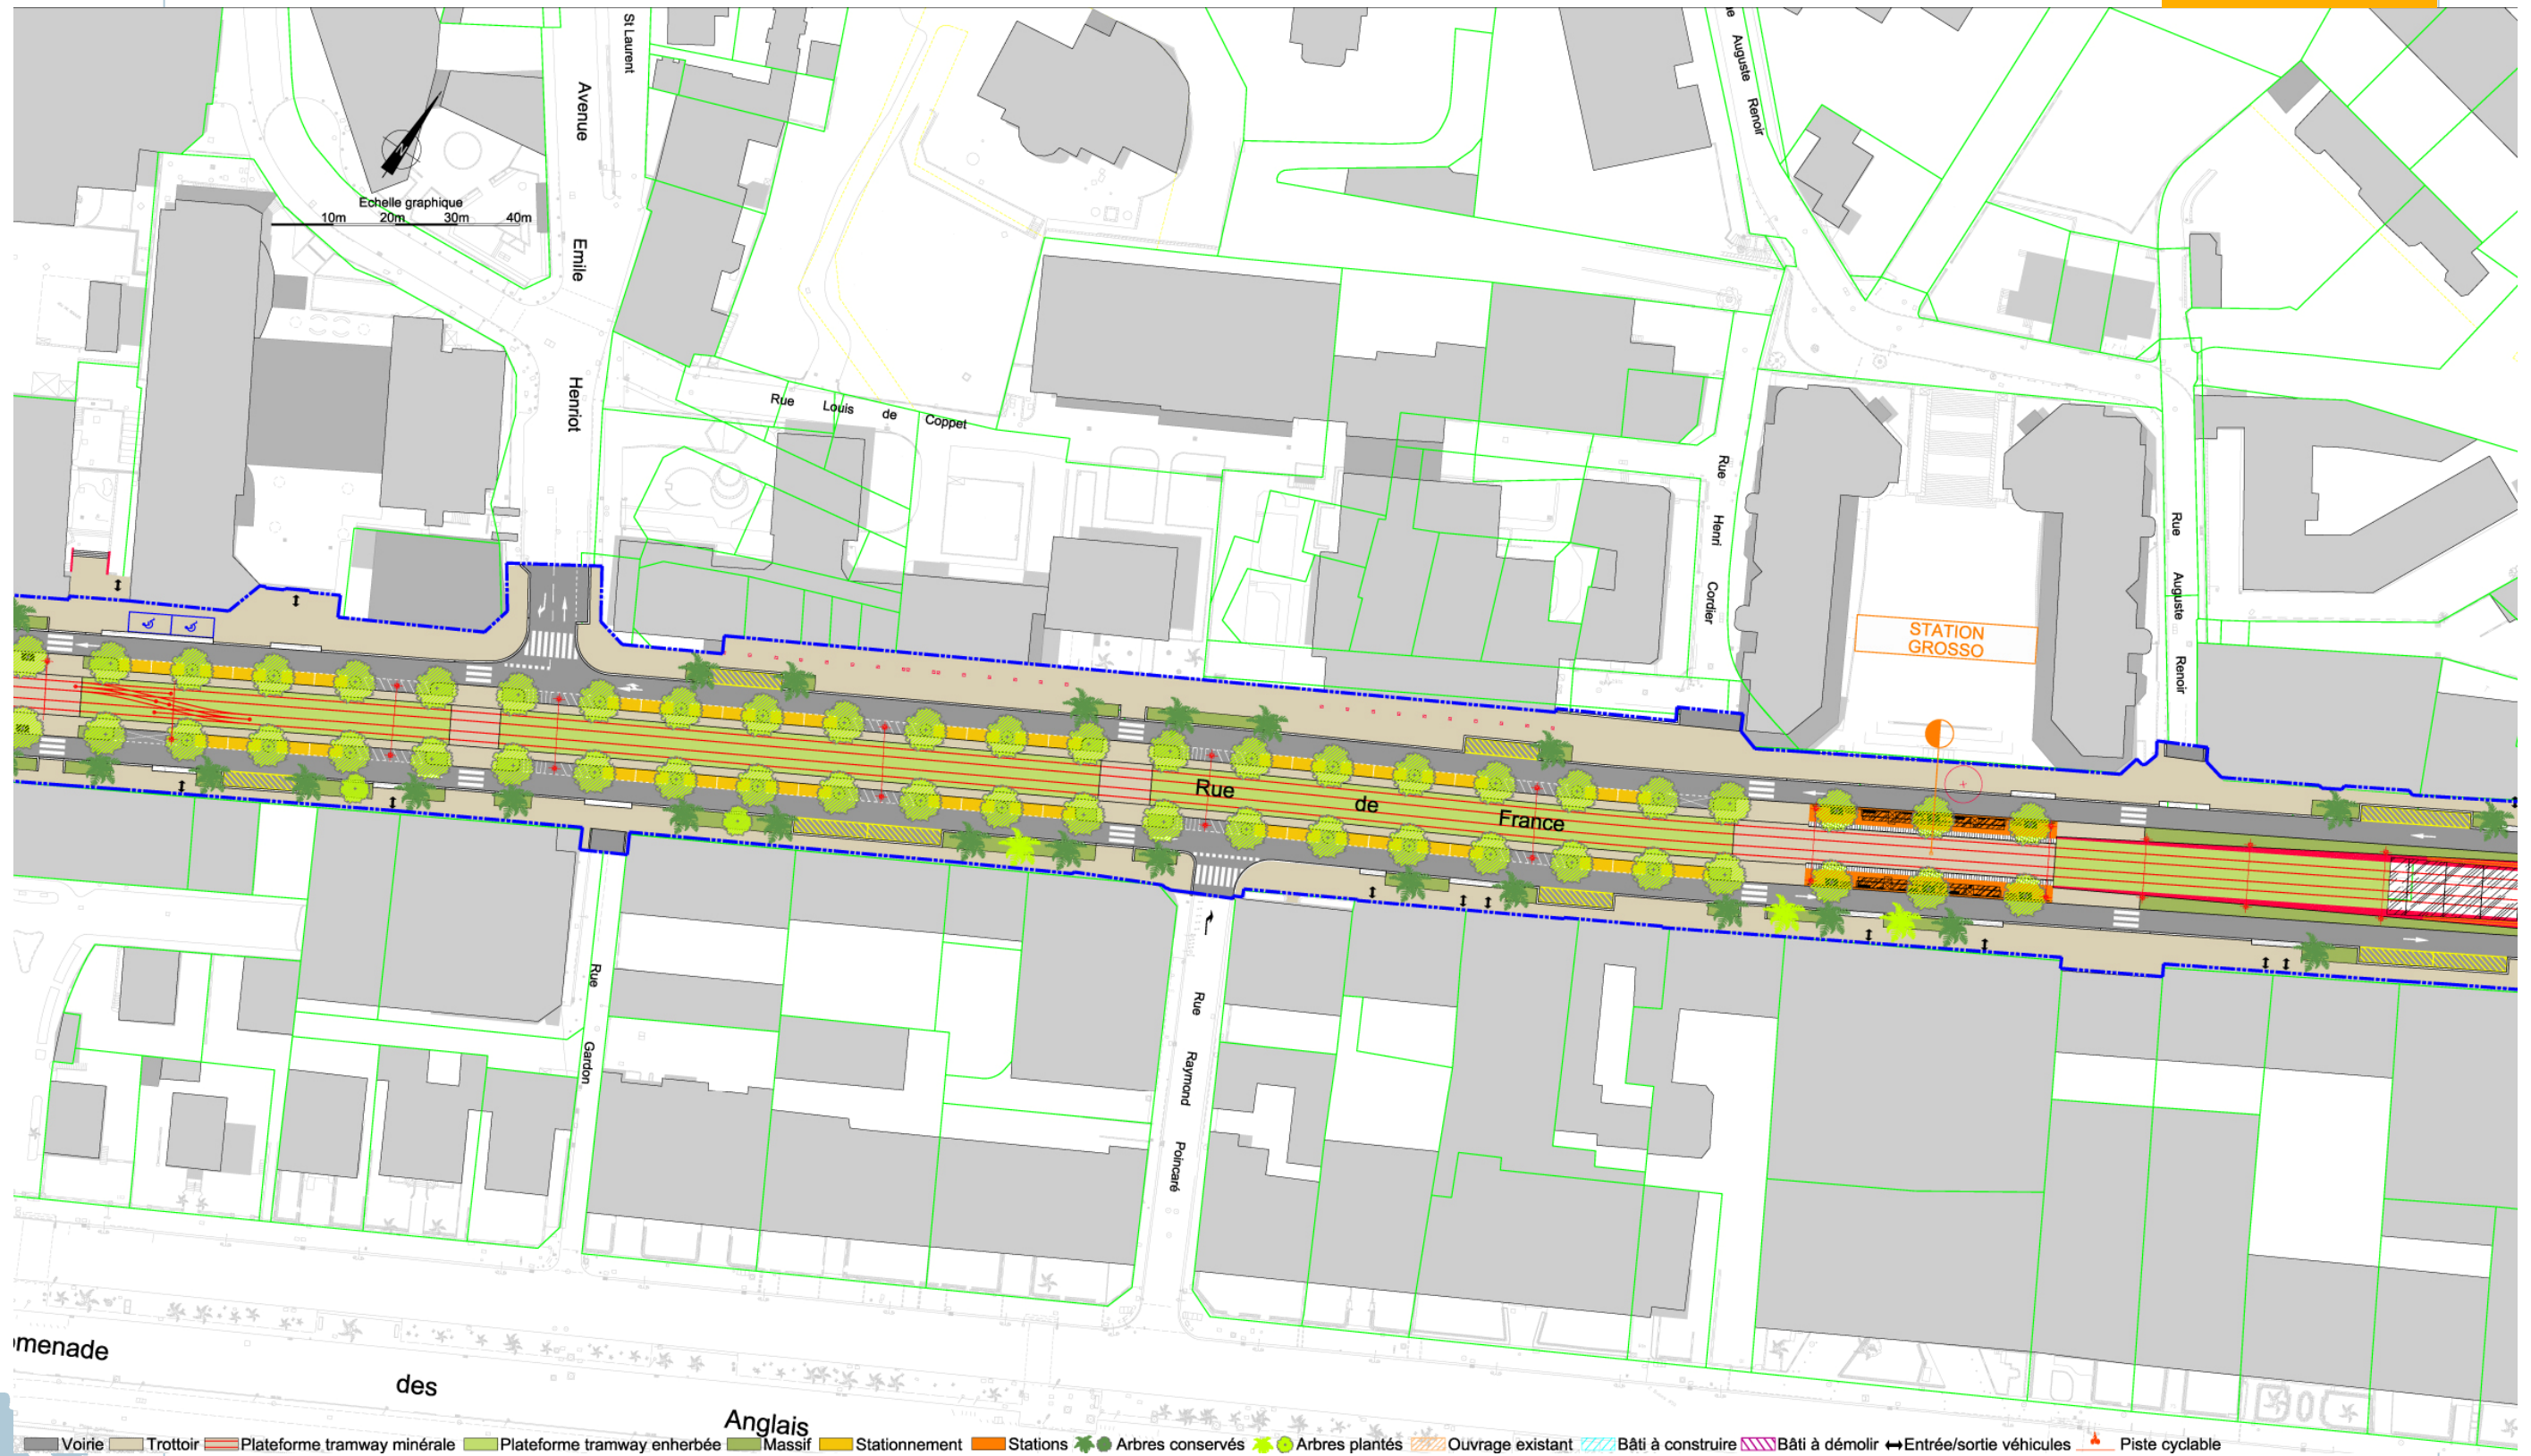 St Laurent
Avenue
Emile
Henriot
Auguste
Renoir
N
Echelle graphique
10m 20m 30m 40m
Rue Louis de Coppet
Rue
Henri
Cordier
Rue
Auguste
Renoir
STATION
GROSSO
Rue de France
Rue
Gardon
Rue
Raymond
Poincaré
des
Anglais
Voirie Trottoir Plateforme tramway minérale Plateforme tramway enherbée Massif Stationnement Stations Arbres conservés Arbres plantés Ouvrage existant Bâti à construire Bâti à démolir Entrée/sortie véhicules Piste cyclable